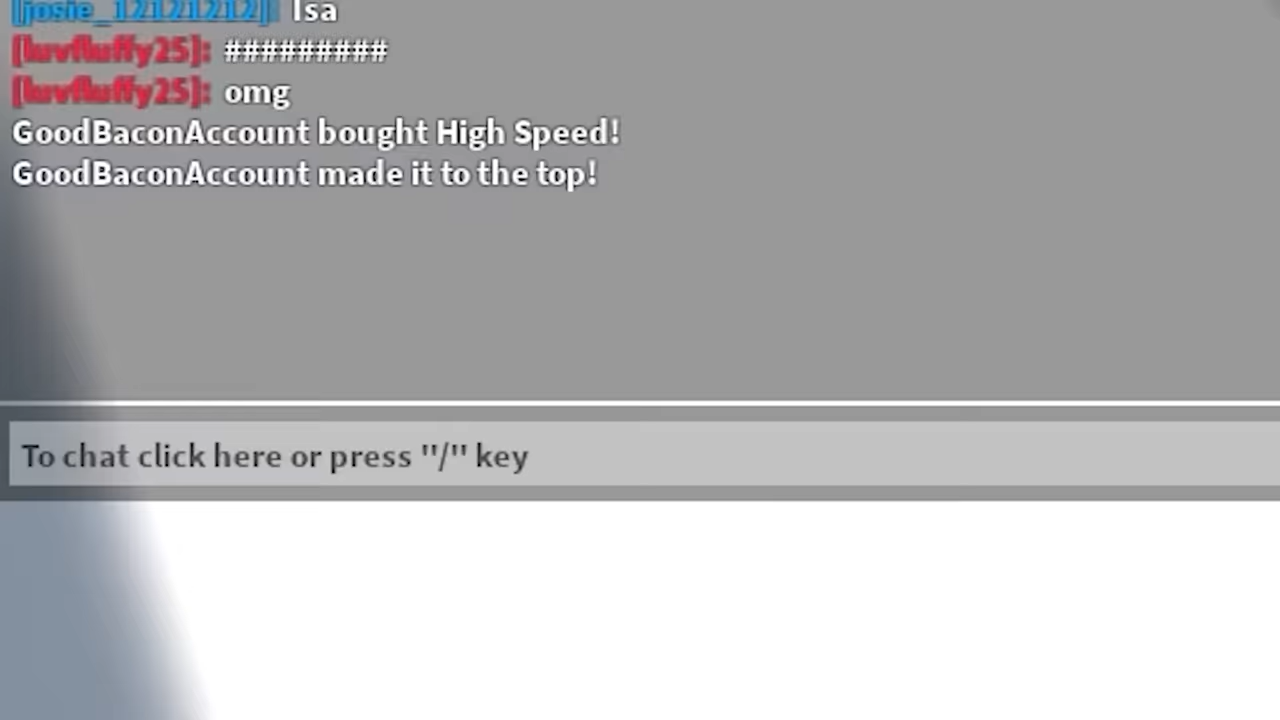 [josie_12121212]: Isa
[luvfluffy25]: #########
[luvfluffy25]: omg
GoodBaconAccount bought High Speed!
GoodBaconAccount made it to the top!
To chat click here or press "/" key